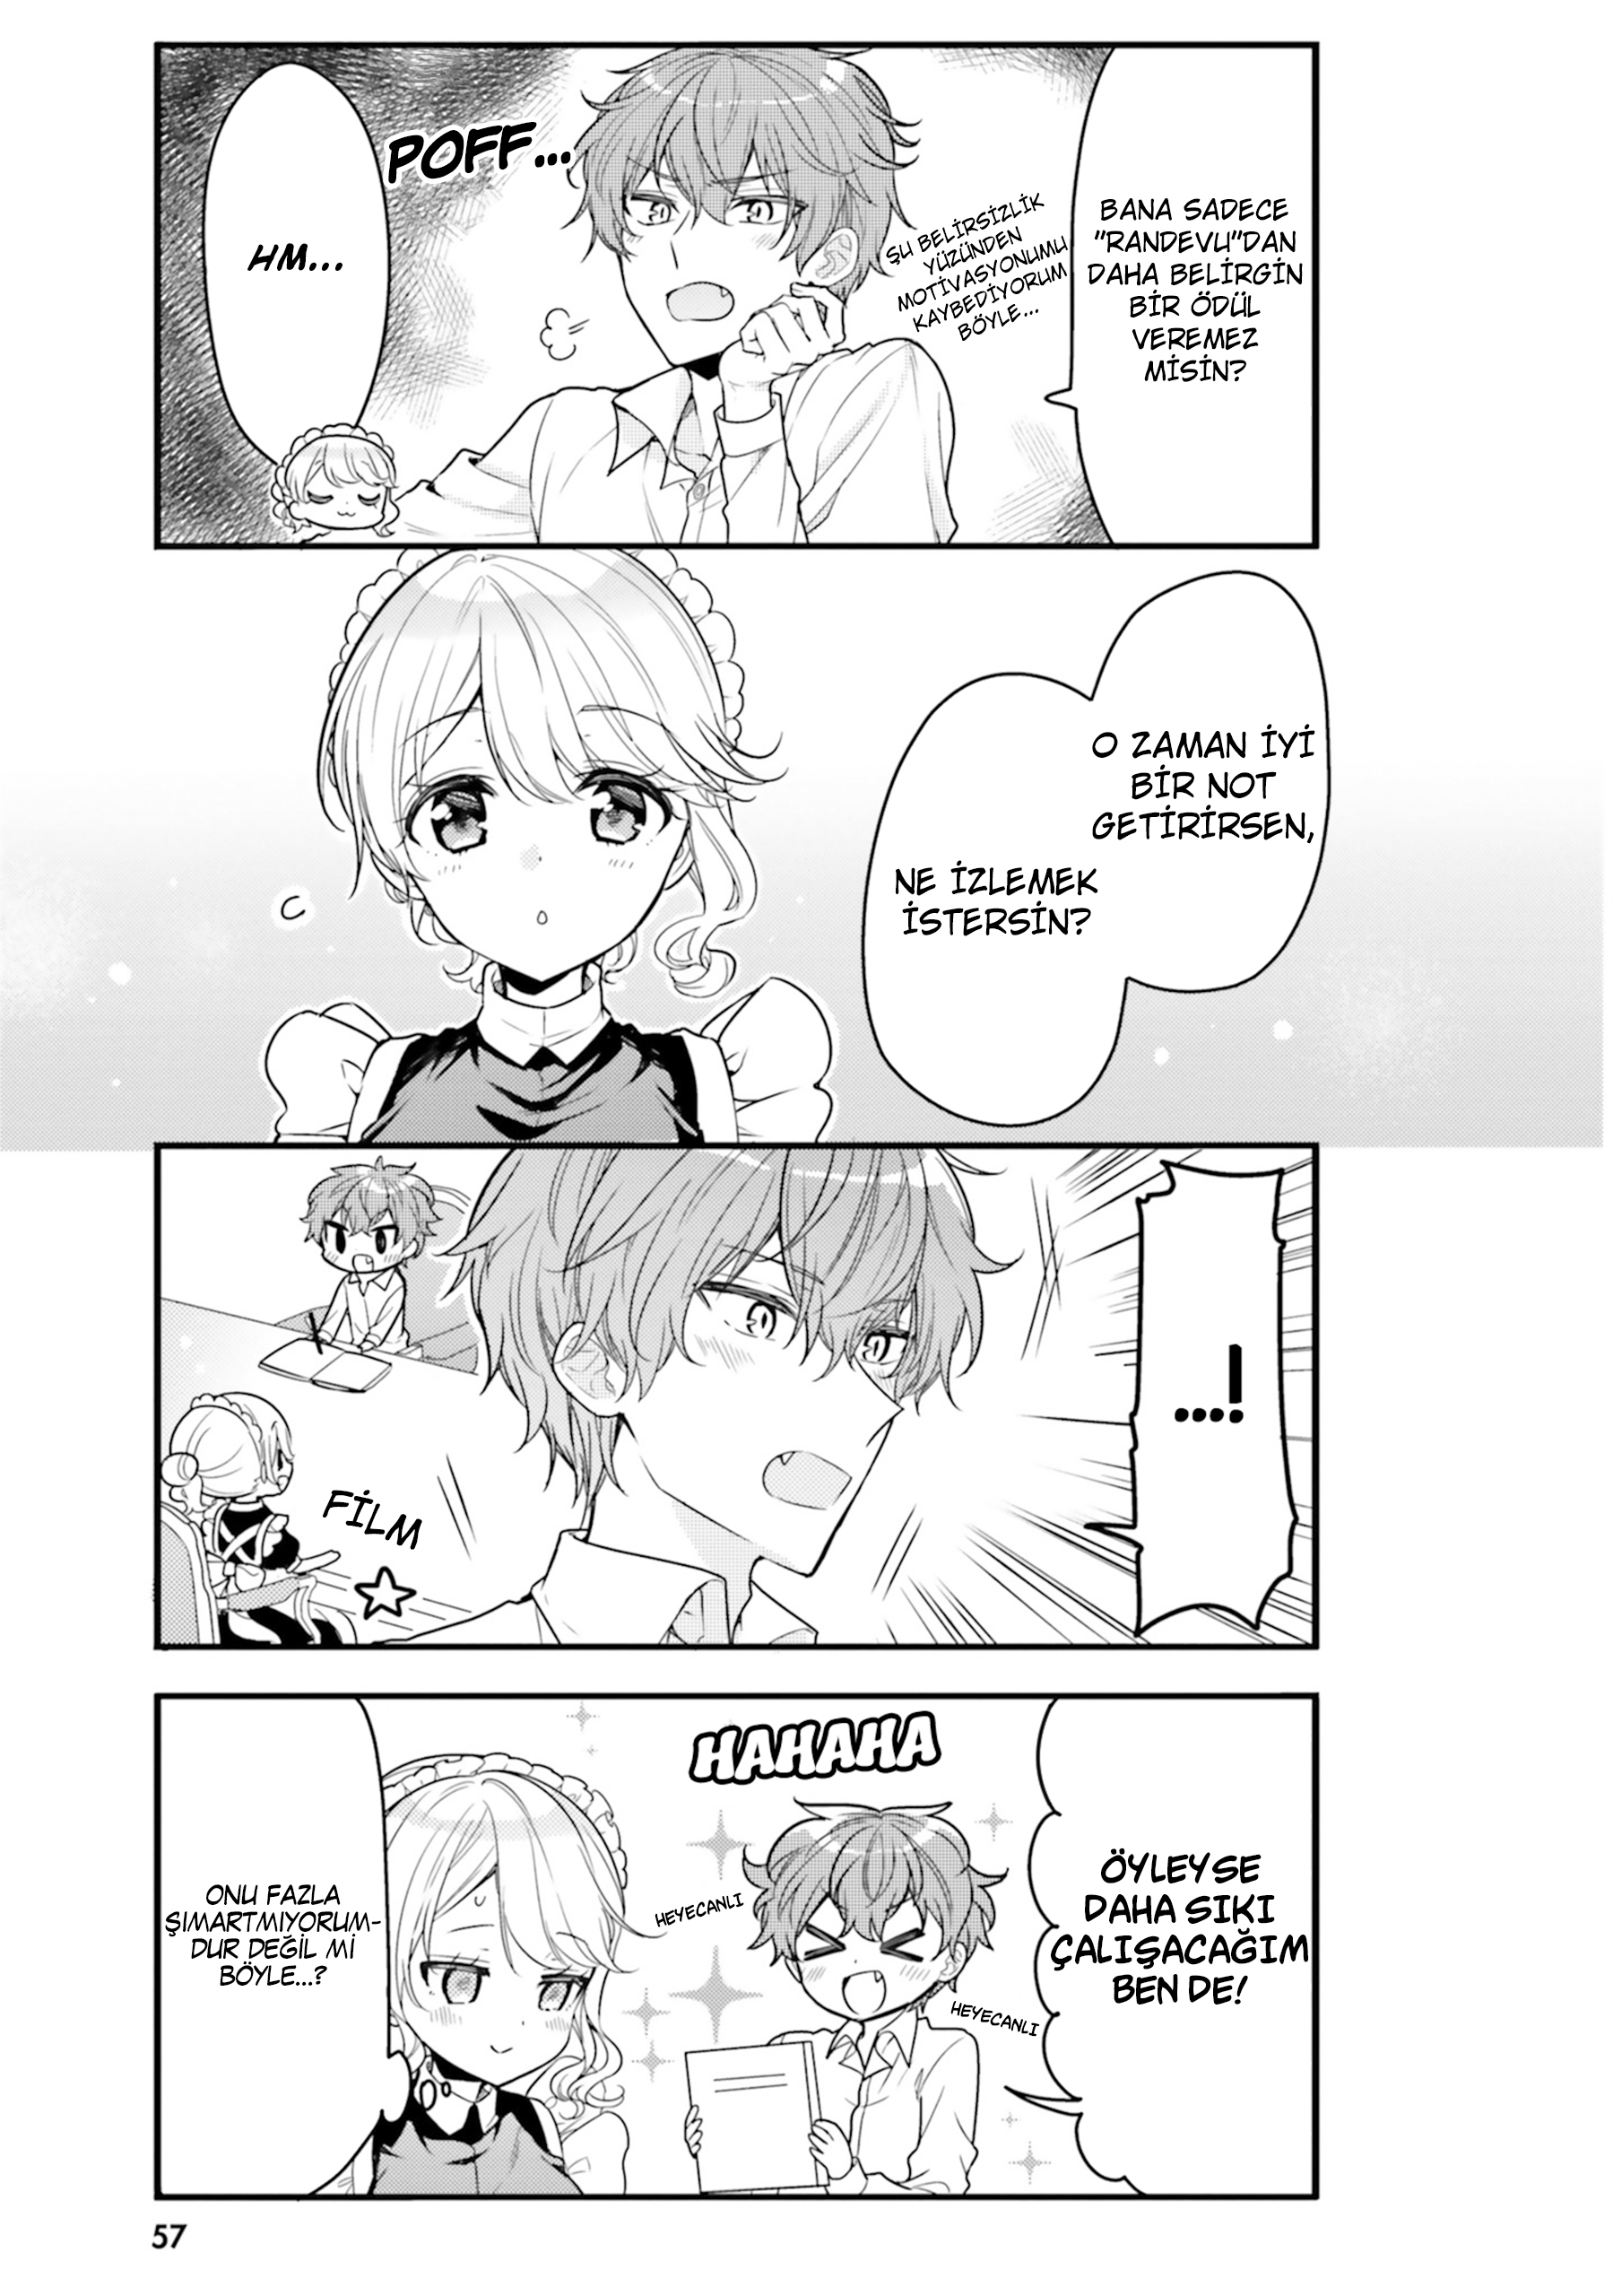 BANA SADECE
"RANDEVU"DAN
DAHA BELİRGİN
BİR ÖDÜL
VEREMEZ
MİSİN?
ŞU BELİRSİZLİK
YÜZÜNDEN
MOTİVASYONUMU
KAYBEDİYORUM
BÖYLE...
POFF...
HM...
O ZAMAN İYİ
BİR NOT
GETİRİRSEN,
NE İZLEMEK
İSTERSİN?
...!
FİLM
HAHAHA
ÖYLEYSE
DAHA SIKI
ÇALIŞACAĞIM
BEN DE!
HEYECANLI
HEYECANLI
ONU FAZLA
ŞIMARTMIYORUM-
DUR DEĞİL Mİ
BÖYLE...?
57